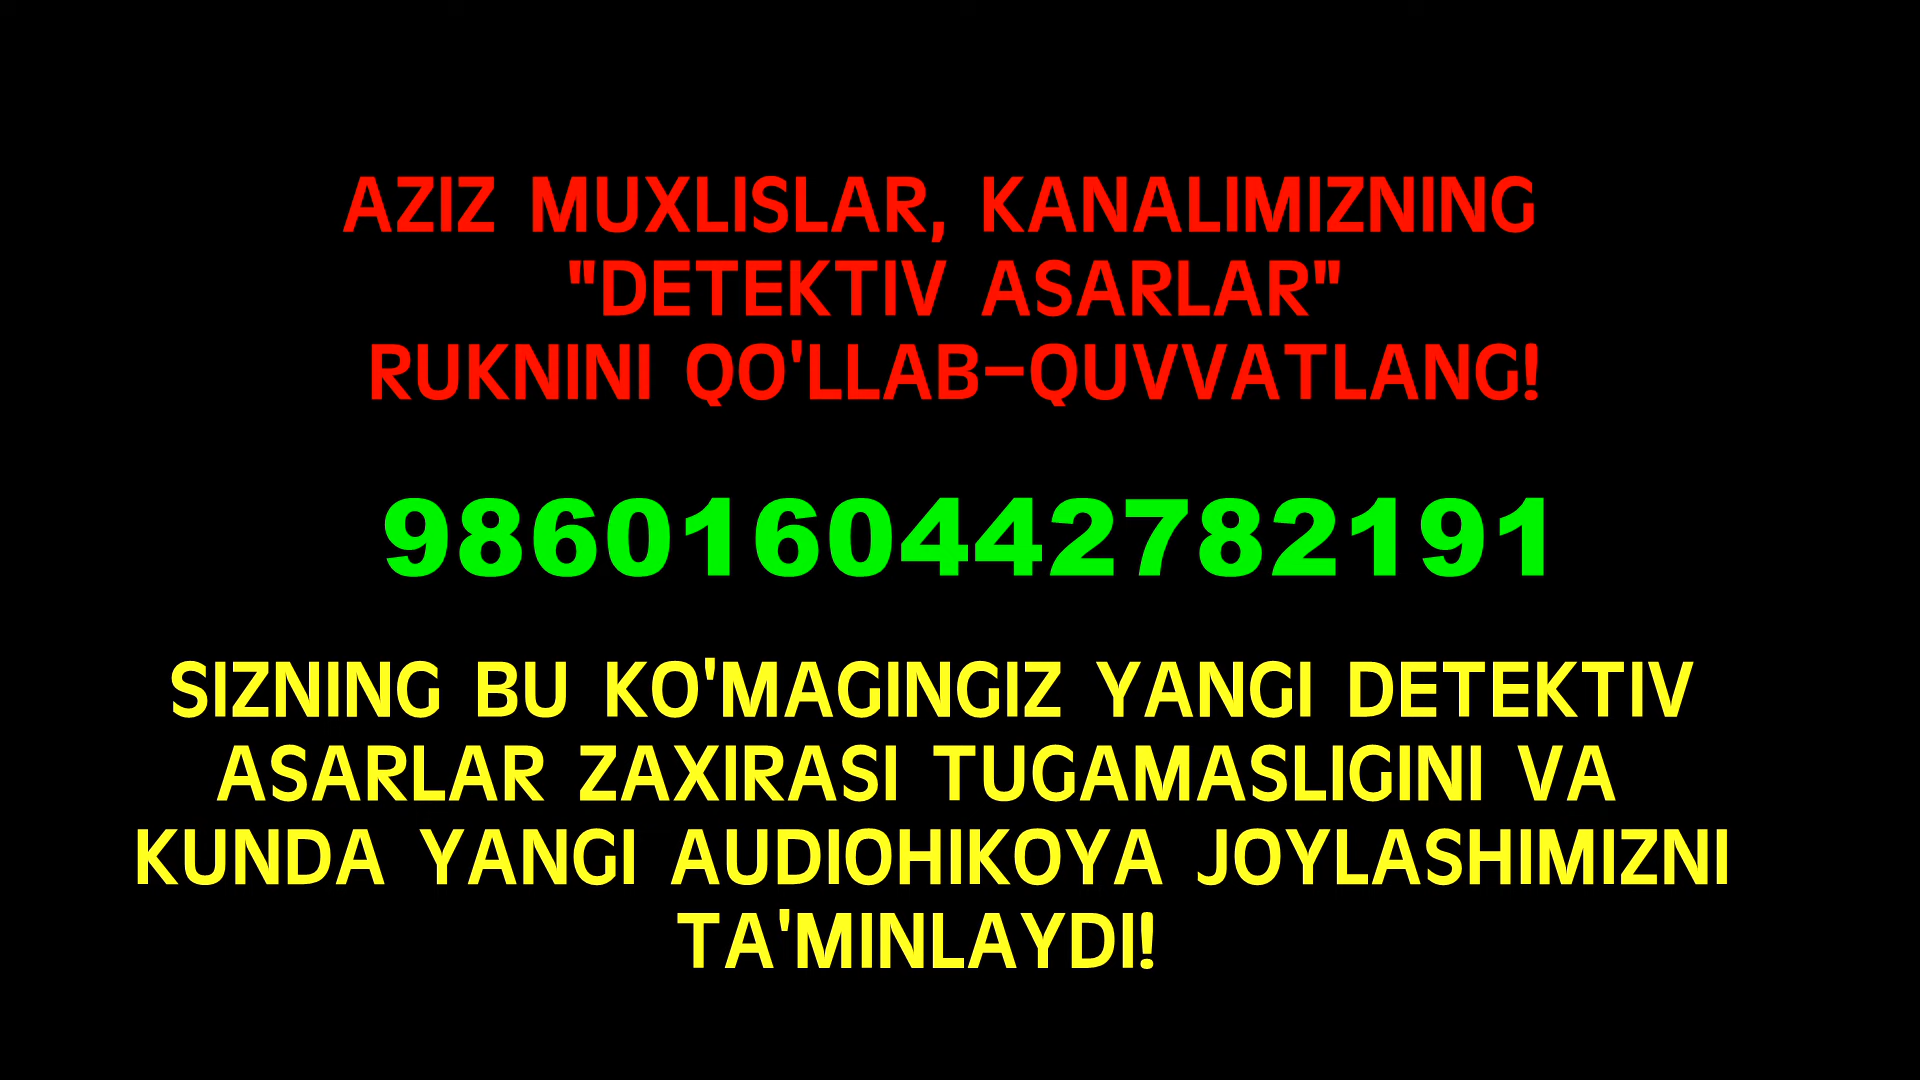 AZIZ MUXLISLAR, KANALIMIZNING
"DETEKTIV ASARLAR"
RUKNINI QO'LLAB-QUVVATLANG!
9860160442782191
SIZNING BU KO'MAGINGIZ YANGI DETEKTIV
ASARLAR ZAXIRASI TUGAMASLIGINI VA
KUNDA YANGI AUDIOHIKOYA JOYLASHIMIZNI
TA'MINLAYDI!